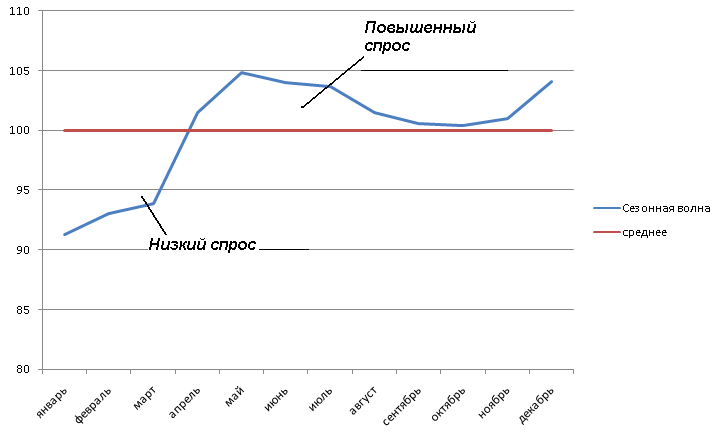 110
Повышенный
спрос
105
100
95
Сезонная волна
среднее
Низкий спрос
90
85
80
январь
февраль
март
апрель
май
июнь
июль
август
сентябрь
октябрь
ноябрь
декабрь